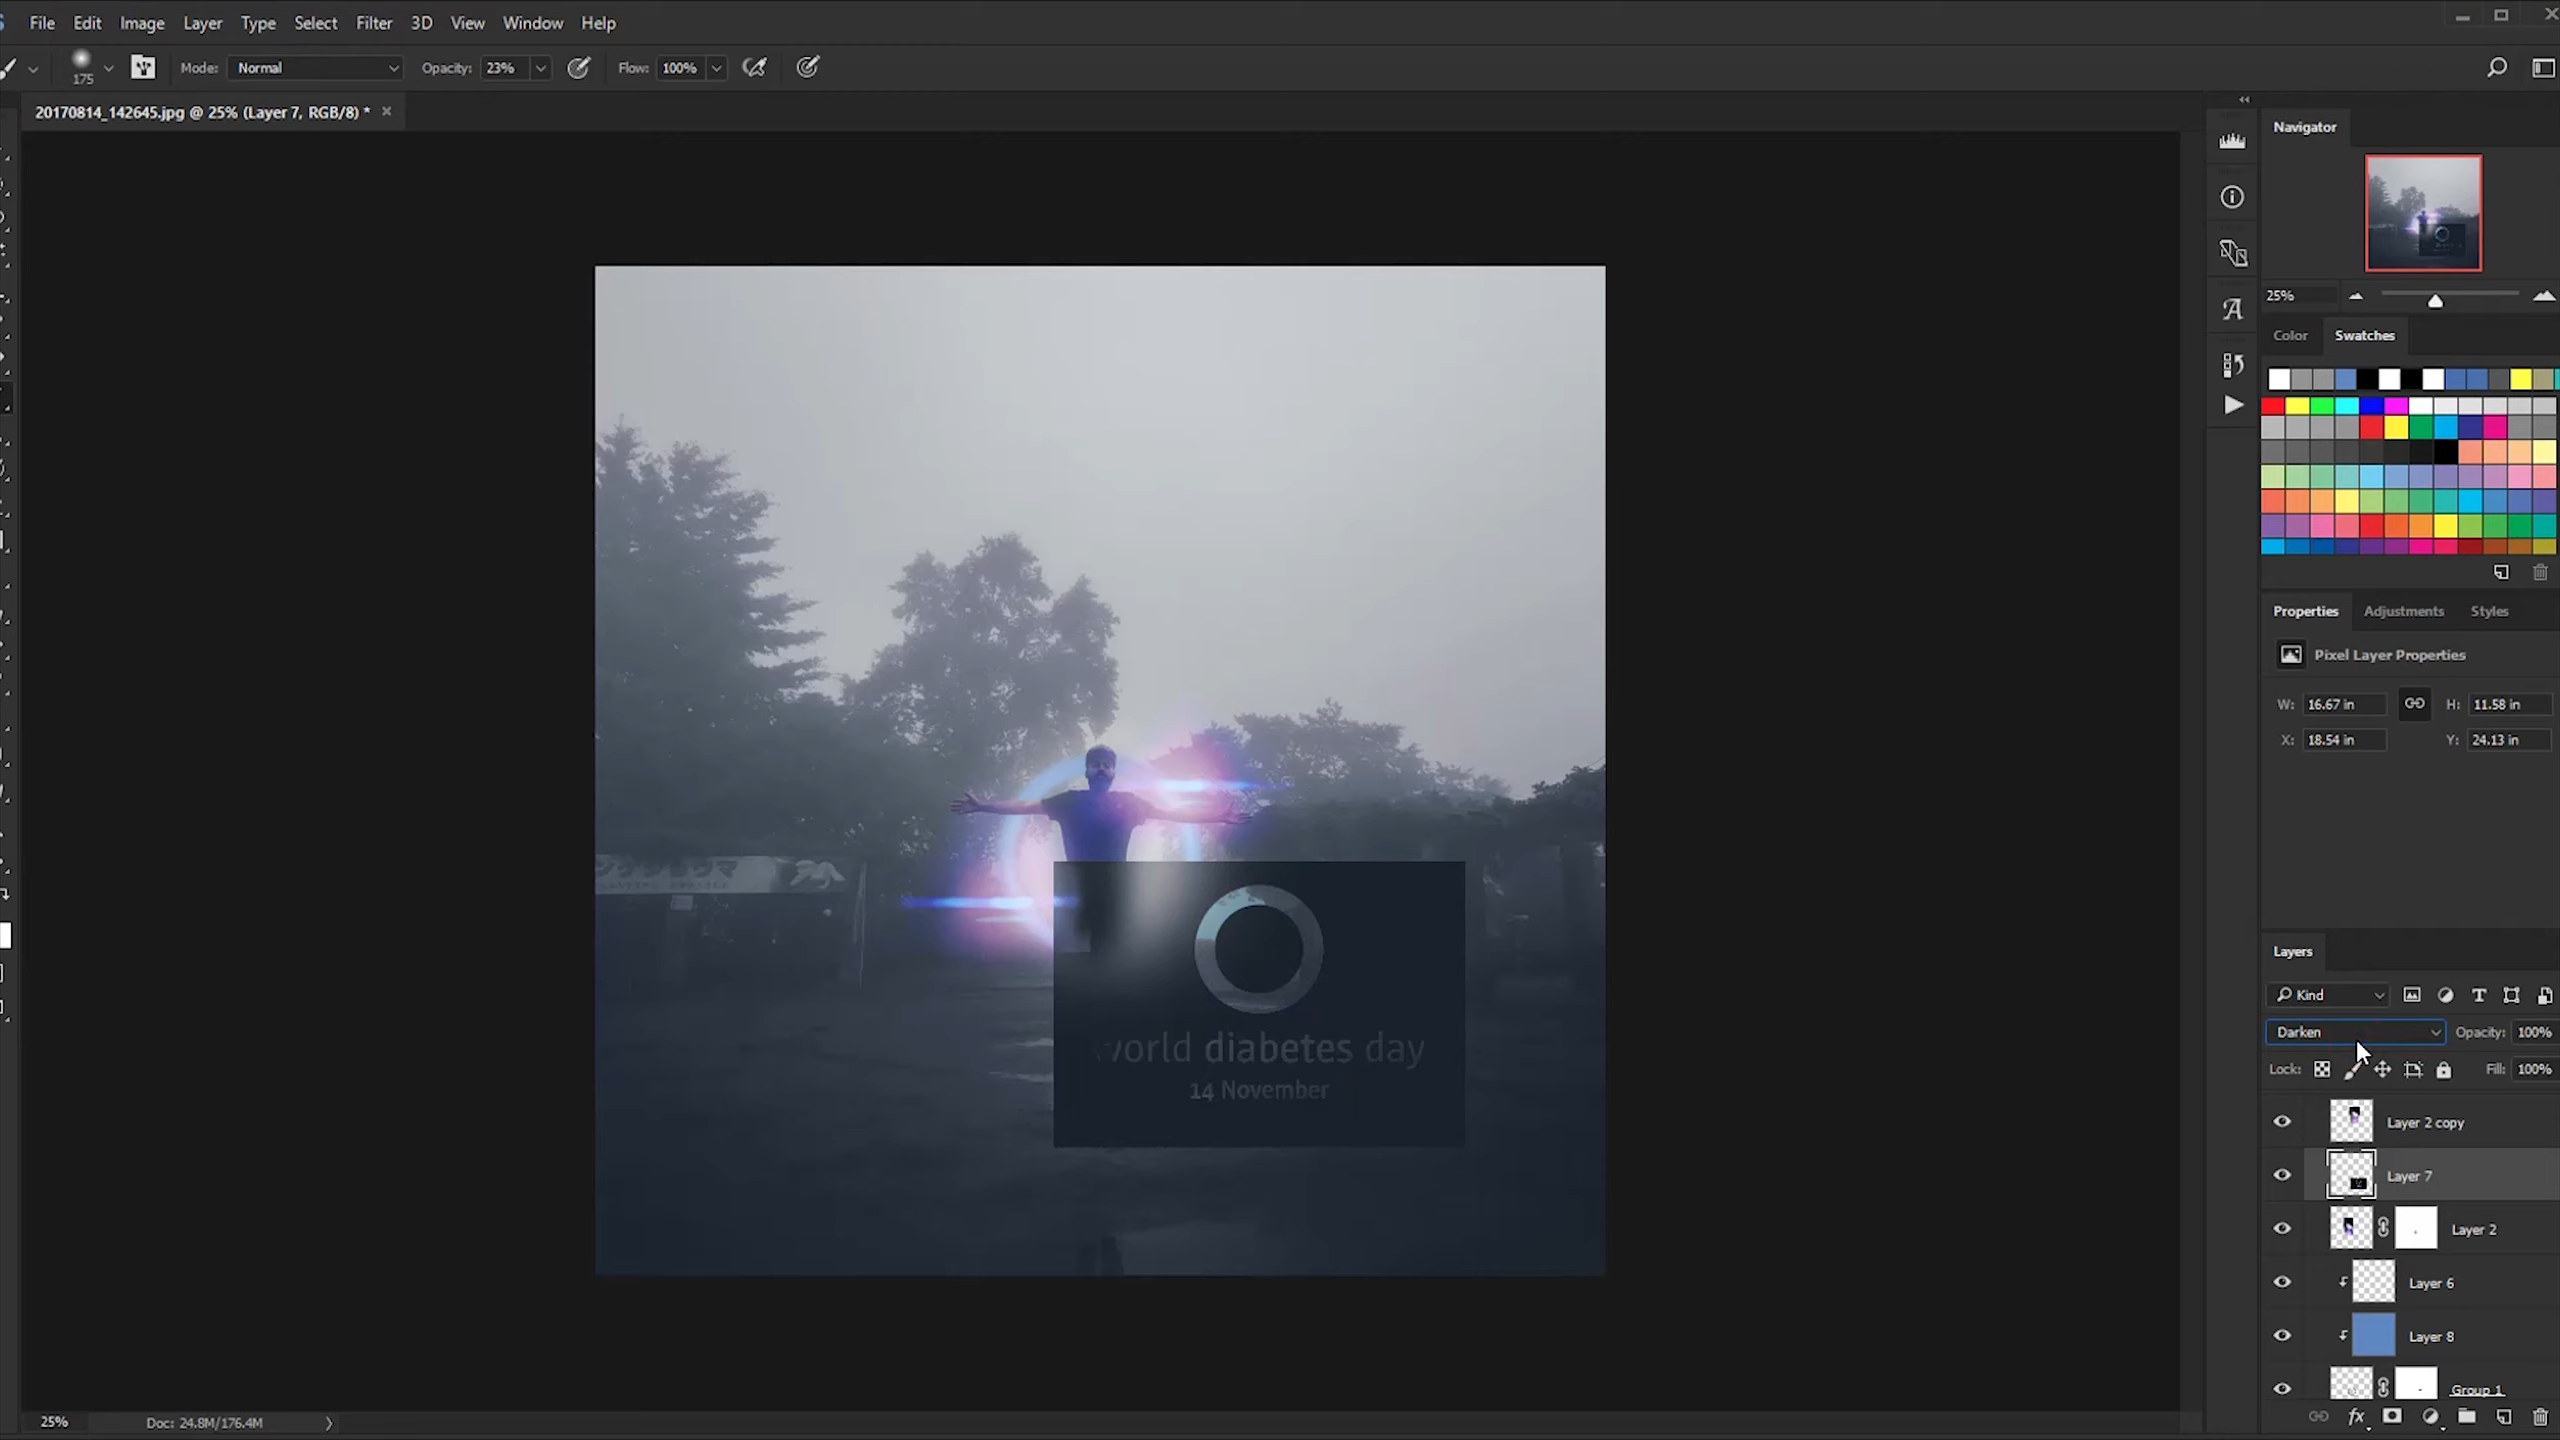 File Edit Image Layer Type Select Filter 3D View Window Help
175 Mode: Normal Opacity: 23% Flow: 100%
20170814_142645.jpg @ 25% (Layer 7, RGB/8) * ×
Navigator
25%
Color Swatches
Properties Adjustments Styles
Pixel Layer Properties
W: 16.67 in H: 11.58 in
X: 18.54 in Y: 24.13 in
world diabetes day
14 November
Layers
Kind
Darken Opacity: 100%
Lock: Fill: 100%
Layer 2 copy
Layer 7
Layer 2
Layer 6
Layer 8
Group 1
25% Doc: 24.8M/176.4M
fx